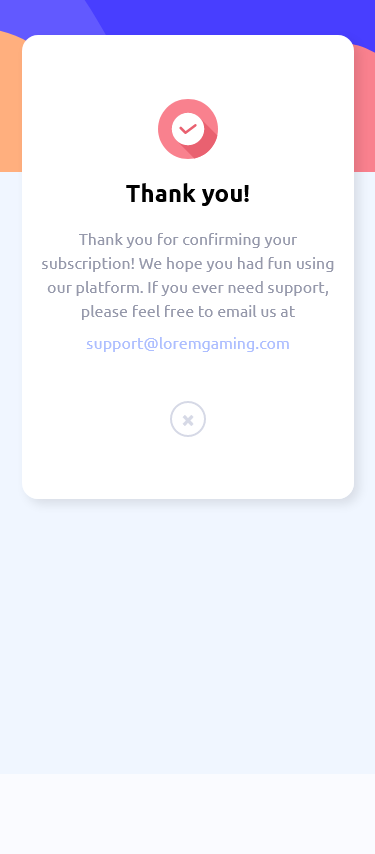 Thank you!
Thank you for confirming your
subscription! We hope you had fun using
our platform. If you ever need support,
please feel free to email us at
support@loremgaming.com